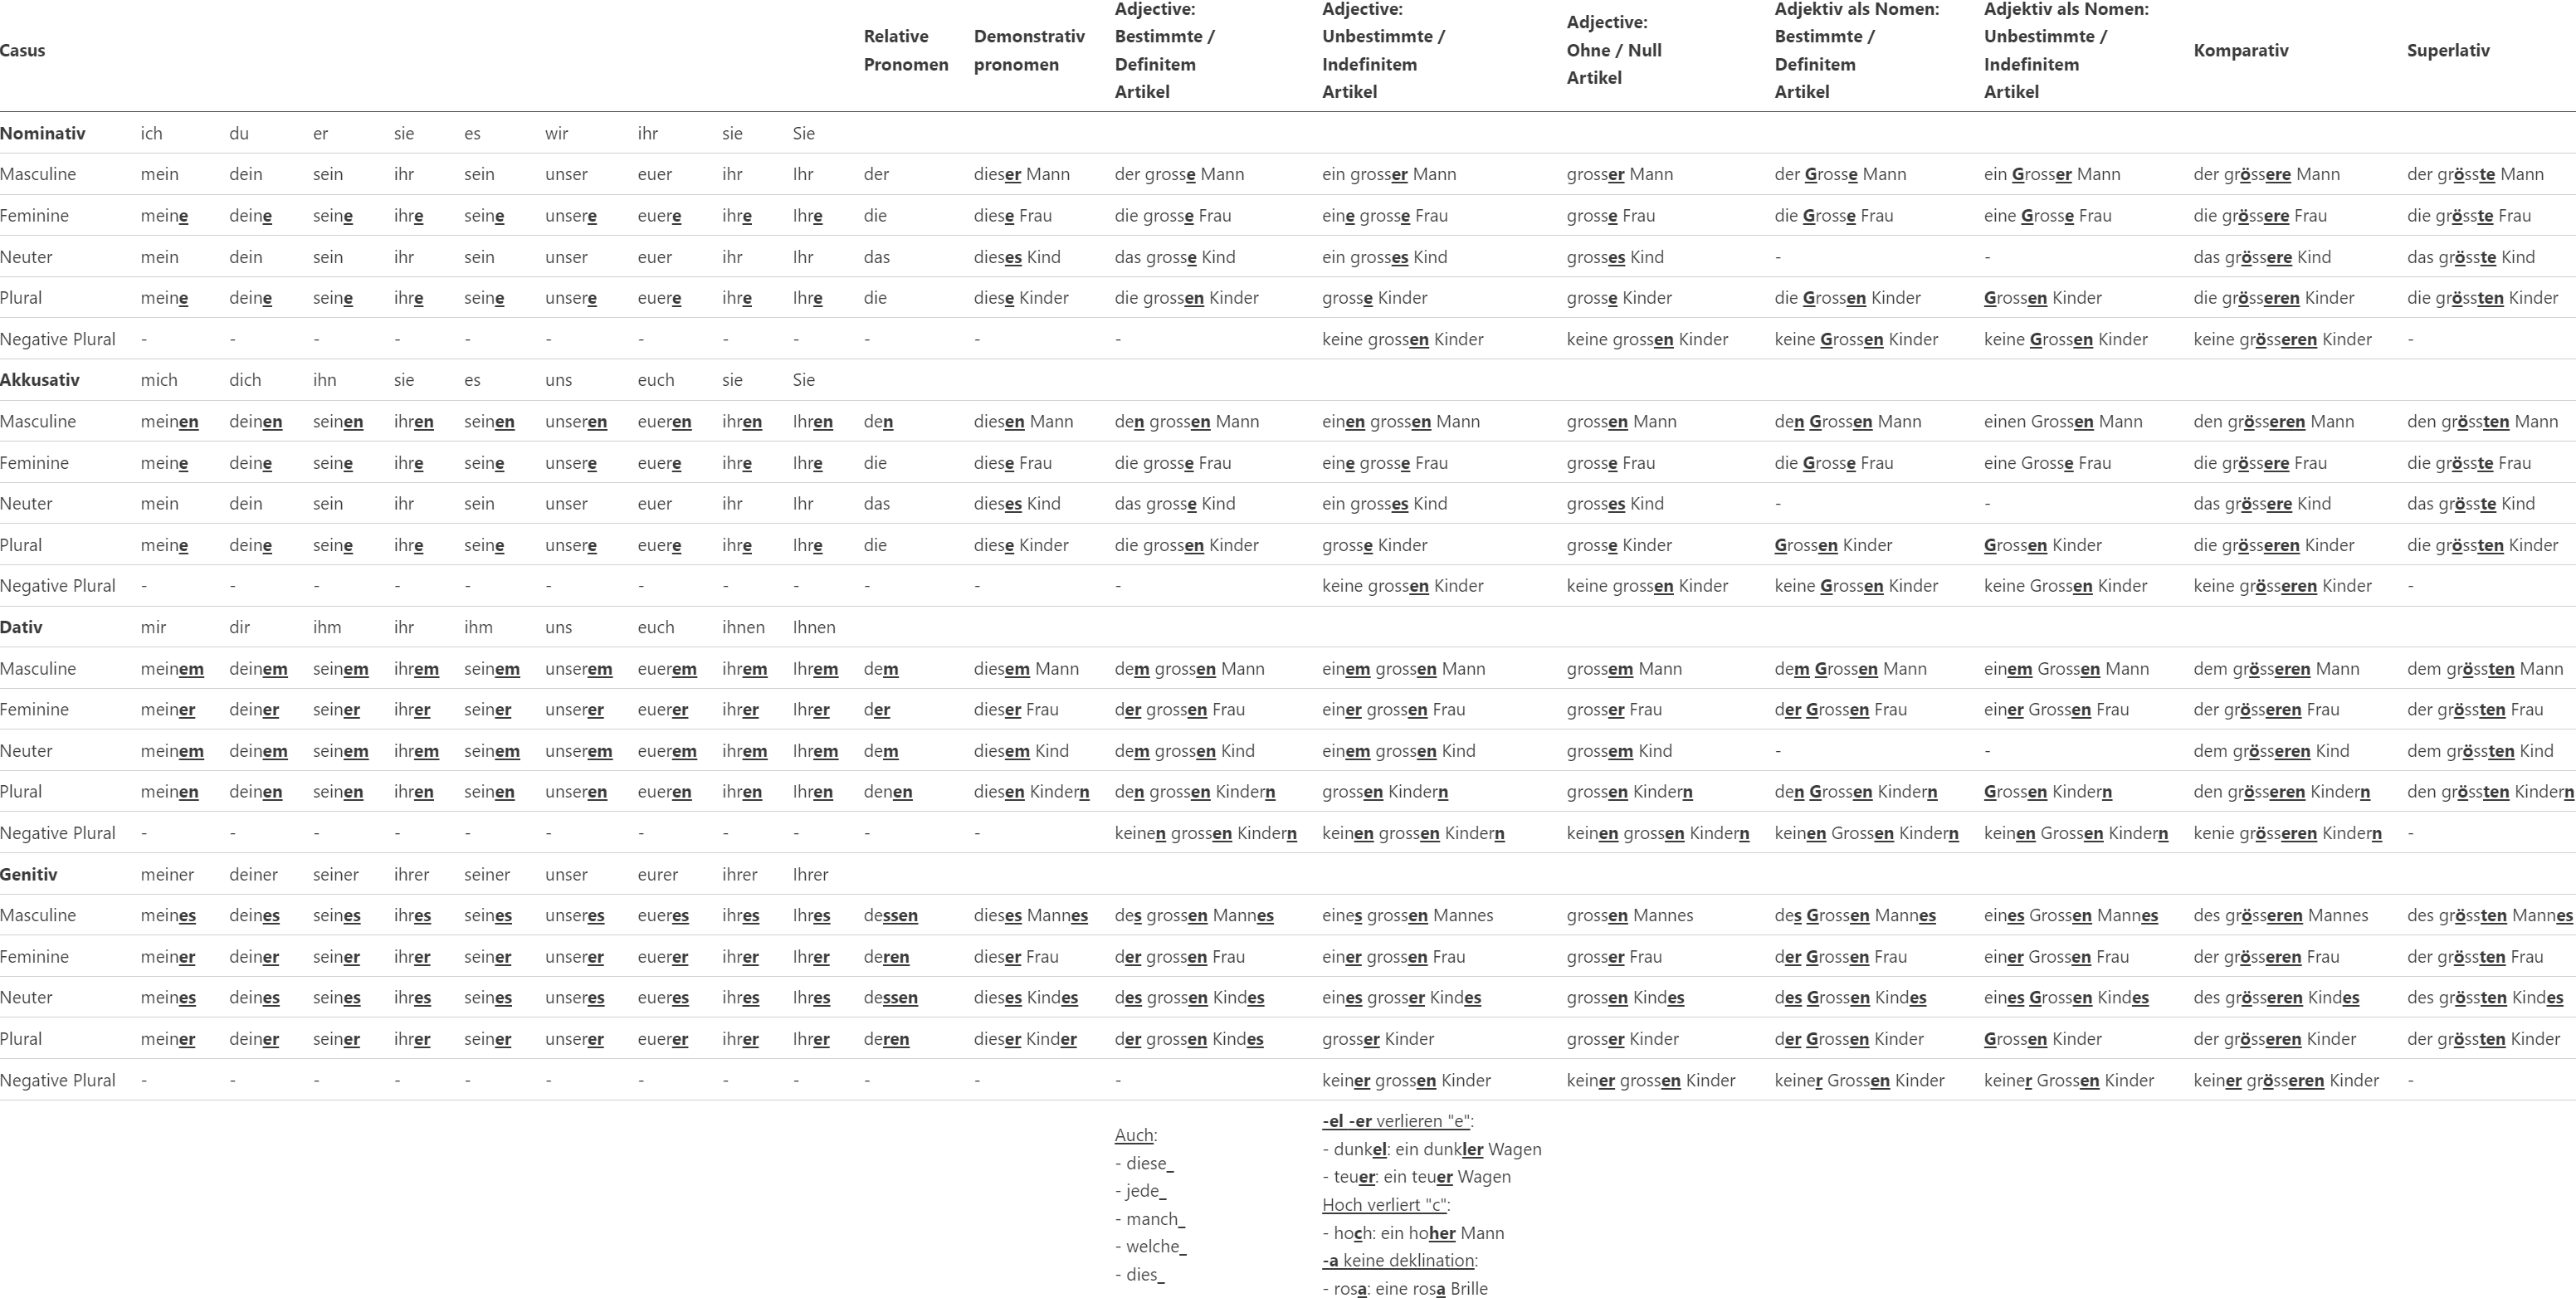 Casus Relative Pronomen Demonstrativ pronomen Adjective: Bestimmte / Definitem Artikel Adjective: Unbestimmte / Indefinitem Artikel Adjective: Ohne / Null Artikel Adjektiv als Nomen: Bestimmte / Definitem Artikel Adjektiv als Nomen: Unbestimmte / Indefinitem Artikel Komparativ Superlativ
Nominativ ich du er sie es wir ihr sie Sie
Masculine mein dein sein ihr sein unser euer ihr Ihr der dieser Mann der grosse Mann ein grosser Mann grosser Mann der Grosse Mann ein Grosser Mann der grössere Mann der grösste Mann
Feminine meine deine seine ihre seine unsere euere ihre Ihre die diese Frau die grosse Frau eine grosse Frau grosse Frau die Grosse Frau eine Grosse Frau die grössere Frau die grösste Frau
Neuter mein dein sein ihr sein unser euer ihr Ihr das dieses Kind das grosse Kind ein grosses Kind grosses Kind - - das grössere Kind das grösste Kind
Plural meine deine seine ihre seine unsere euere ihre Ihre die diese Kinder die grossen Kinder grosse Kinder grosse Kinder die Grossen Kinder Grossen Kinder die grösseren Kinder die grössten Kinder
Negative Plural - - - - - - - - - - - - keine grossen Kinder keine grossen Kinder keine Grossen Kinder keine Grossen Kinder keine grösseren Kinder -
Akkusativ mich dich ihn sie es uns euch sie Sie
Masculine meinen deinen seinen ihren seinen unseren eueren ihren Ihren den diesen Mann den grossen Mann einen grossen Mann grossen Mann den Grossen Mann einen Grossen Mann den grösseren Mann den grössten Mann
Feminine meine deine seine ihre seine unsere euere ihre Ihre die diese Frau die grosse Frau eine grosse Frau grosse Frau die Grosse Frau eine Grosse Frau die grössere Frau die grösste Frau
Neuter mein dein sein ihr sein unser euer ihr Ihr das dieses Kind das grosse Kind ein grosses Kind grosses Kind - - das grössere Kind das grösste Kind
Plural meine deine seine ihre seine unsere euere ihre Ihre die diese Kinder die grossen Kinder grosse Kinder grosse Kinder Grossen Kinder Grossen Kinder die grösseren Kinder die grössten Kinder
Negative Plural - - - - - - - - - - - - keine grossen Kinder keine grossen Kinder keine Grossen Kinder keine Grossen Kinder keine grösseren Kinder -
Dativ mir dir ihm ihr ihm uns euch ihnen Ihnen
Masculine meinem deinem seinem ihrem seinem unserem euerem ihrem Ihrem dem diesem Mann dem grossen Mann einem grossen Mann grossem Mann dem Grossen Mann einem Grossen Mann dem grösseren Mann dem grössten Mann
Feminine meiner deiner seiner ihrer seiner unserer euerer ihrer Ihrer der dieser Frau der grossen Frau einer grossen Frau grosser Frau der Grossen Frau einer Grossen Frau der grösseren Frau der grössten Frau
Neuter meinem deinem seinem ihrem seinem unserem euerem ihrem Ihrem dem diesem Kind dem grossen Kind einem grossen Kind grossem Kind - - dem grösseren Kind dem grössten Kind
Plural meinen deinen seinen ihren seinen unseren eueren ihren Ihren denen diesen Kindern den grossen Kindern grossen Kindern grossen Kindern den Grossen Kindern Grossen Kindern den grösseren Kindern den grössten Kindern
Negative Plural - - - - - - - - - - - keinen grossen Kindern keinen grossen Kindern keinen grossen Kindern keinen Grossen Kindern keinen Grossen Kindern kenie grösseren Kindern -
Genitiv meiner deiner seiner ihrer seiner unser eurer ihrer Ihrer
Masculine meines deines seines ihres seines unseres eueres ihres Ihres dessen dieses Mannes des grossen Mannes eines grossen Mannes grossen Mannes des Grossen Mannes eines Grossen Mannes des grösseren Mannes des grössten Mannes
Feminine meiner deiner seiner ihrer seiner unserer euerer ihrer Ihrer deren dieser Frau der grossen Frau einer grossen Frau grosser Frau der Grossen Frau einer Grossen Frau der grösseren Frau der grössten Frau
Neuter meines deines seines ihres seines unseres eueres ihres Ihres dessen dieses Kindes des grossen Kindes eines grosser Kindes grossen Kindes des Grossen Kindes eines Grossen Kindes des grösseren Kindes des grössten Kindes
Plural meiner deiner seiner ihrer seiner unserer euerer ihrer Ihrer deren dieser Kinder der grossen Kindes grosser Kinder grosser Kinder der Grossen Kinder Grossen Kinder der grösseren Kinder der grössten Kinder
Negative Plural - - - - - - - - - - - - keiner grossen Kinder keiner grossen Kinder keiner Grossen Kinder keiner Grossen Kinder keiner grösseren Kinder -
Auch:
- diese_
- jede_
- manch_
- welche_
- dies_
-el -er verlieren "e":
- dunkel: ein dunkler Wagen
- teuer: ein teuer Wagen
Hoch verliert "c":
- hoch: ein hoher Mann
-a keine deklination:
- rosa: eine rosa Brille